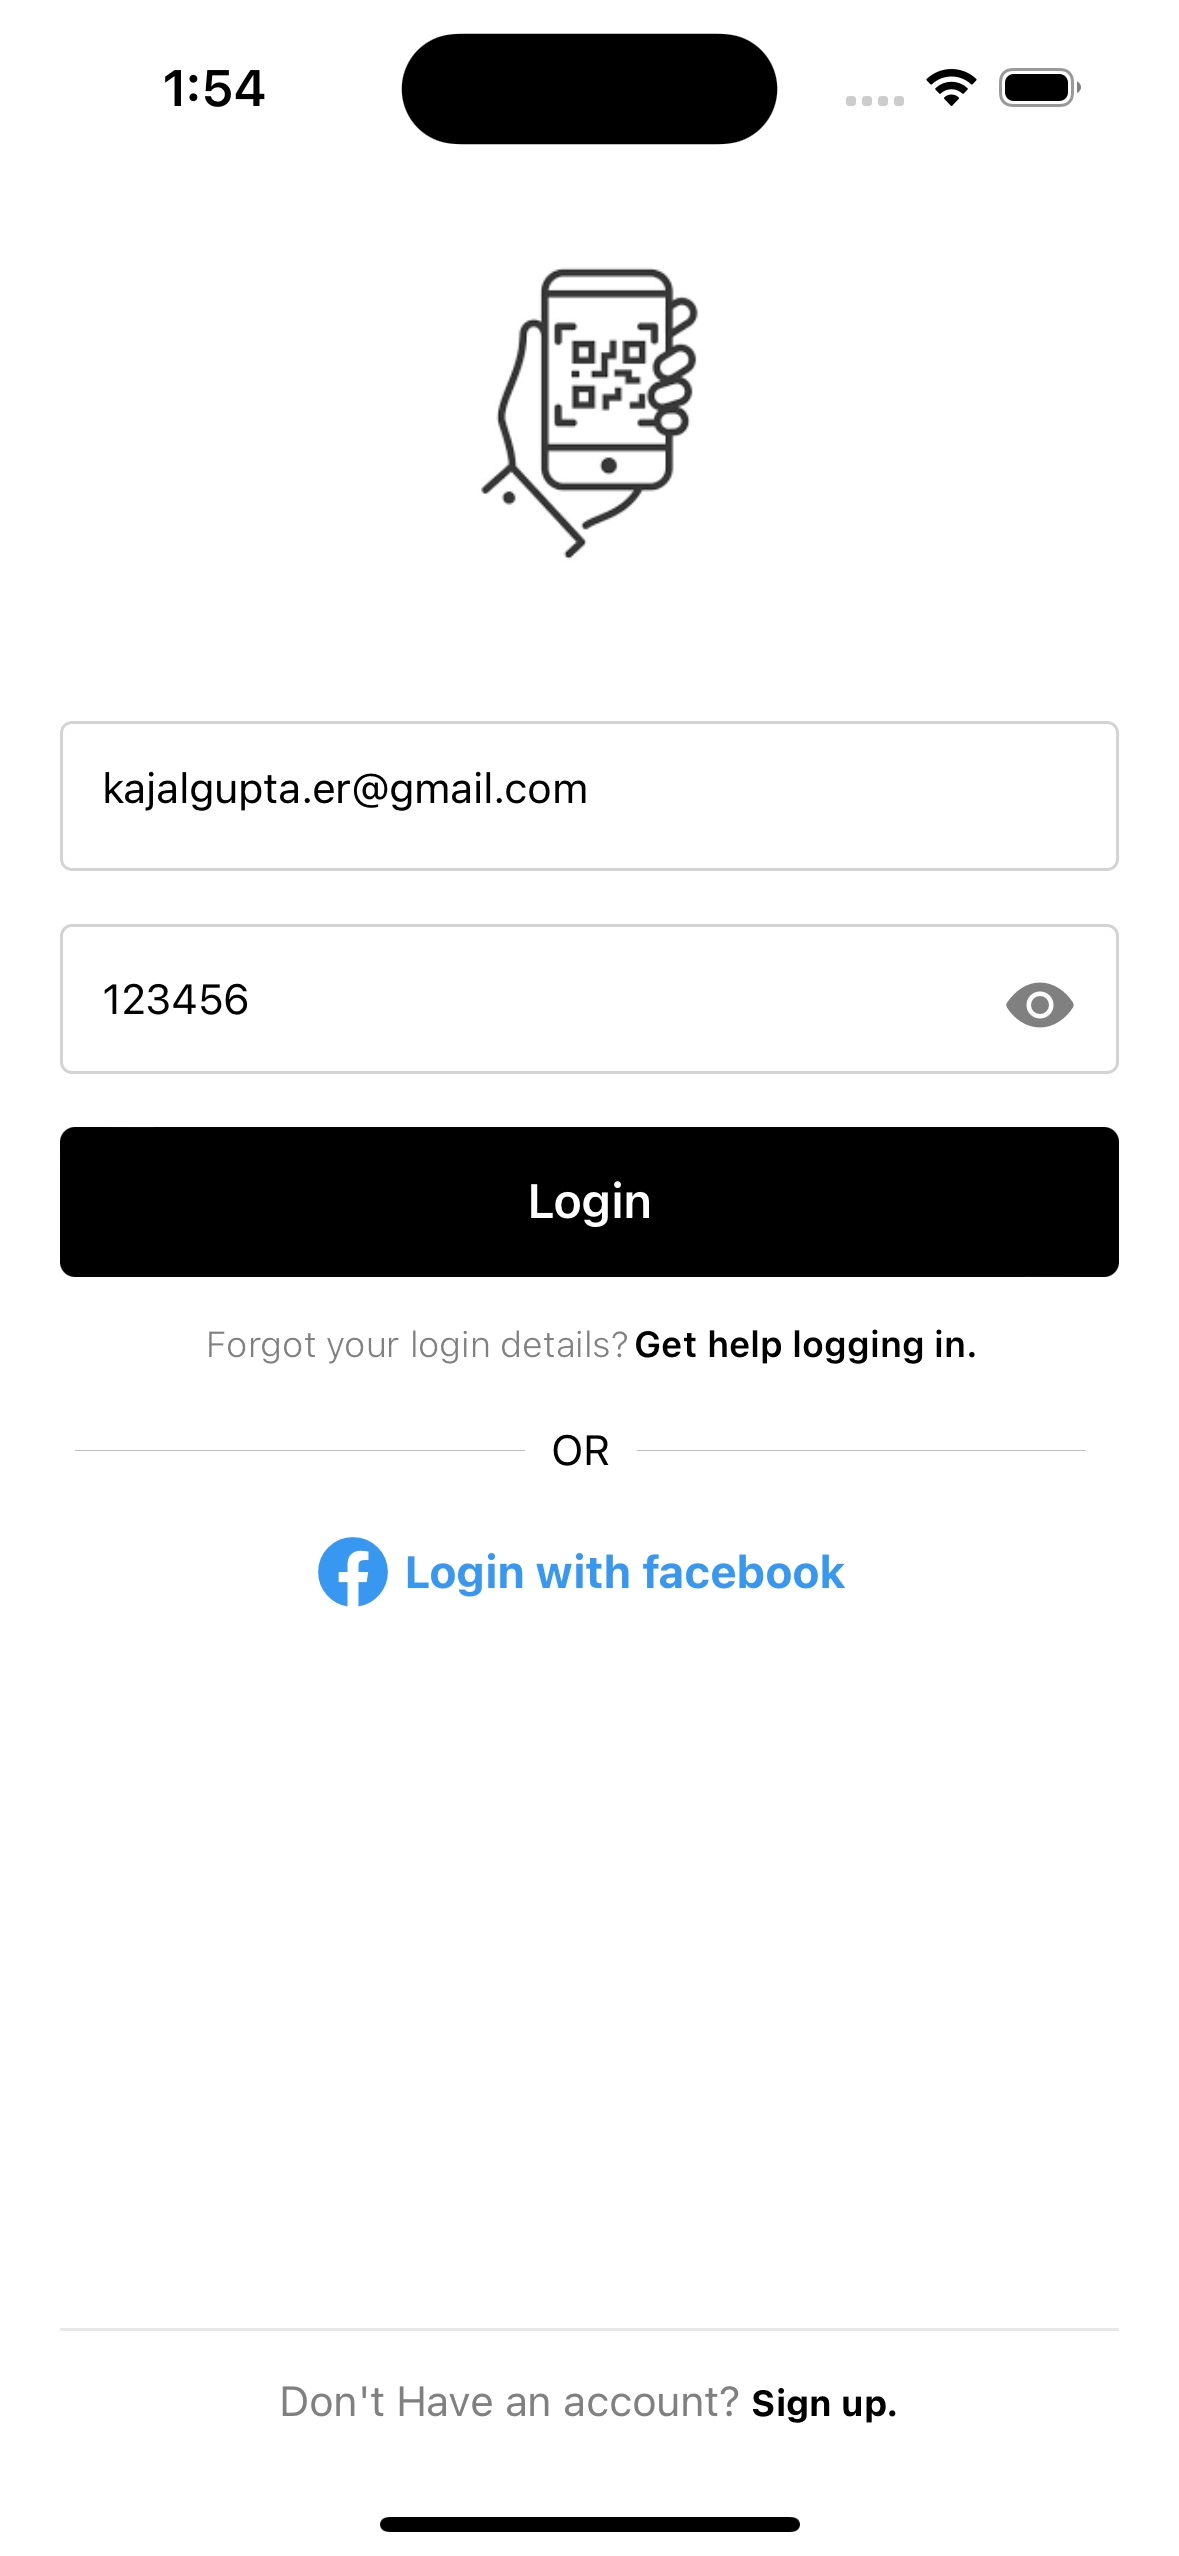 1:54
kajalgupta.er@gmail.com
123456
Login
Forgot your login details? Get help logging in.
OR
Login with facebook
Don't Have an account? Sign up.